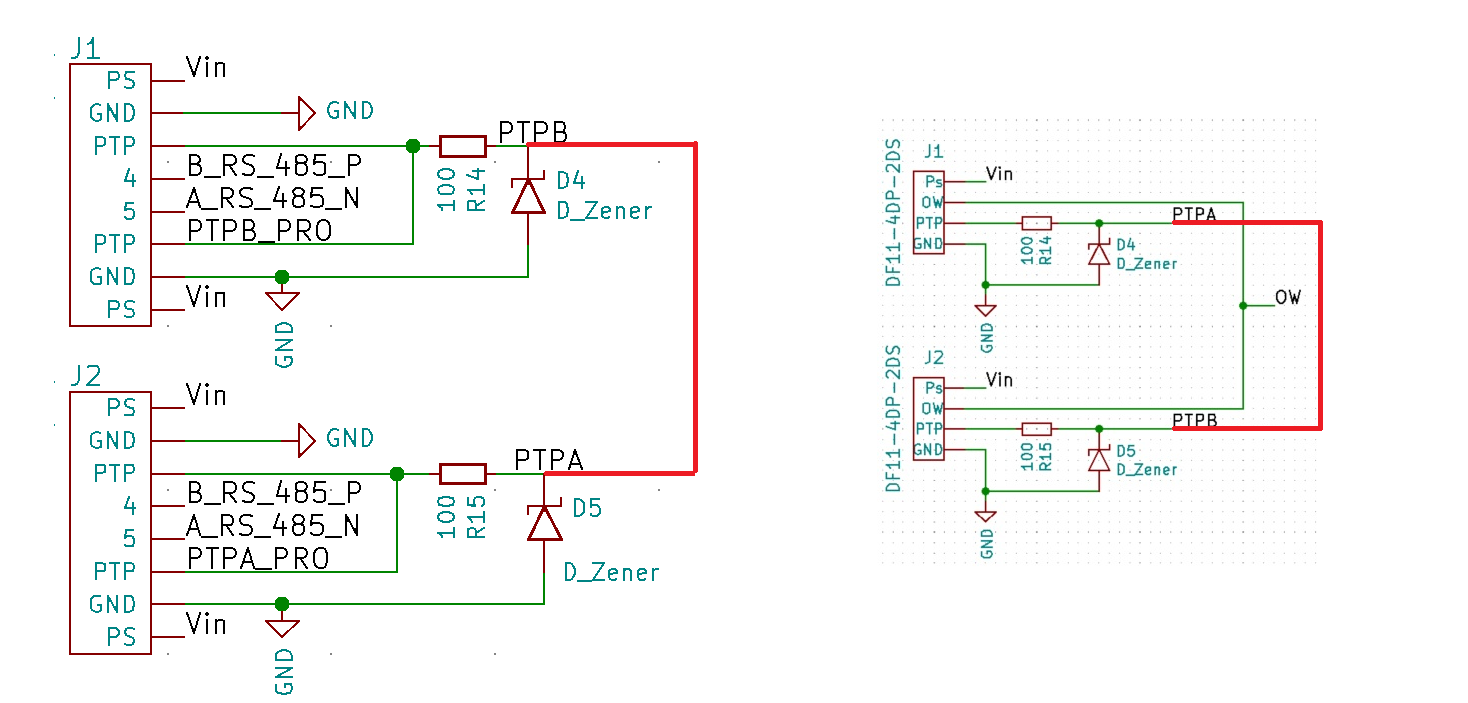 J1
PS Vin
GND GND
PTP PTPB
4 B_RS_485_P
5 A_RS_485_N
PTP PTPB_PRO
GND
PS Vin
100
R14
D4
D_Zener
GND
J2
PS Vin
GND GND
PTP PTPA
4 B_RS_485_P
5 A_RS_485_N
PTP PTPA_PRO
GND
PS Vin
100
R15
D5
D_Zener
GND
DF11-4DP-2DS
J1
Ps Vin
OW
PTP PTPA
GND
100
R14
D4
D_Zener
GND
OW
DF11-4DP-2DS
J2
Ps Vin
OW
PTP PTPB
GND
100
R15
D5
D_Zener
GND